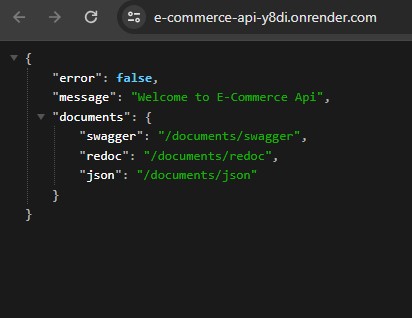 e-commerce-api-y8di.onrender.com
{
"error": false,
"message": "Welcome to E-Commerce Api",
"documents": {
"swagger": "/documents/swagger",
"redoc": "/documents/redoc",
"json": "/documents/json"
}
}